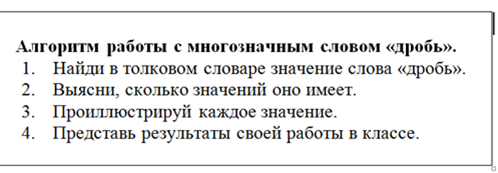 Алгоритм работы с многозначным словом «дробь».
1. Найди в толковом словаре значение слова «дробь».
2. Выясни, сколько значений оно имеет.
3. Проиллюстрируй каждое значение.
4. Представь результаты своей работы в классе.